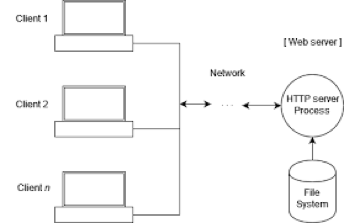 Client 1
[ Web server ]
Network
Client 2
. . .
HTTP server
Process
Client n
File
System